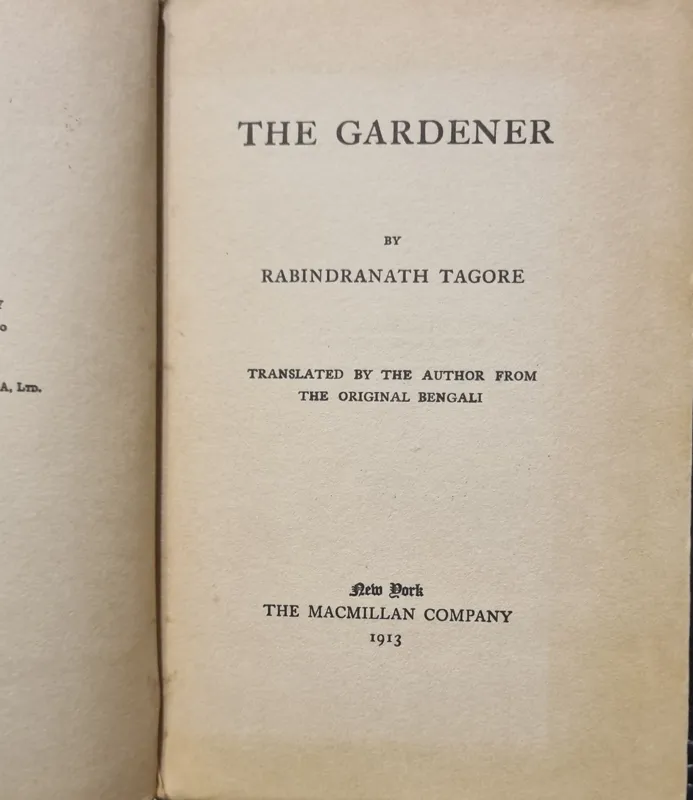 A, Ltd.
THE GARDENER
BY
RABINDRANATH TAGORE
TRANSLATED BY THE AUTHOR FROM
THE ORIGINAL BENGALI
New York
THE MACMILLAN COMPANY
1913